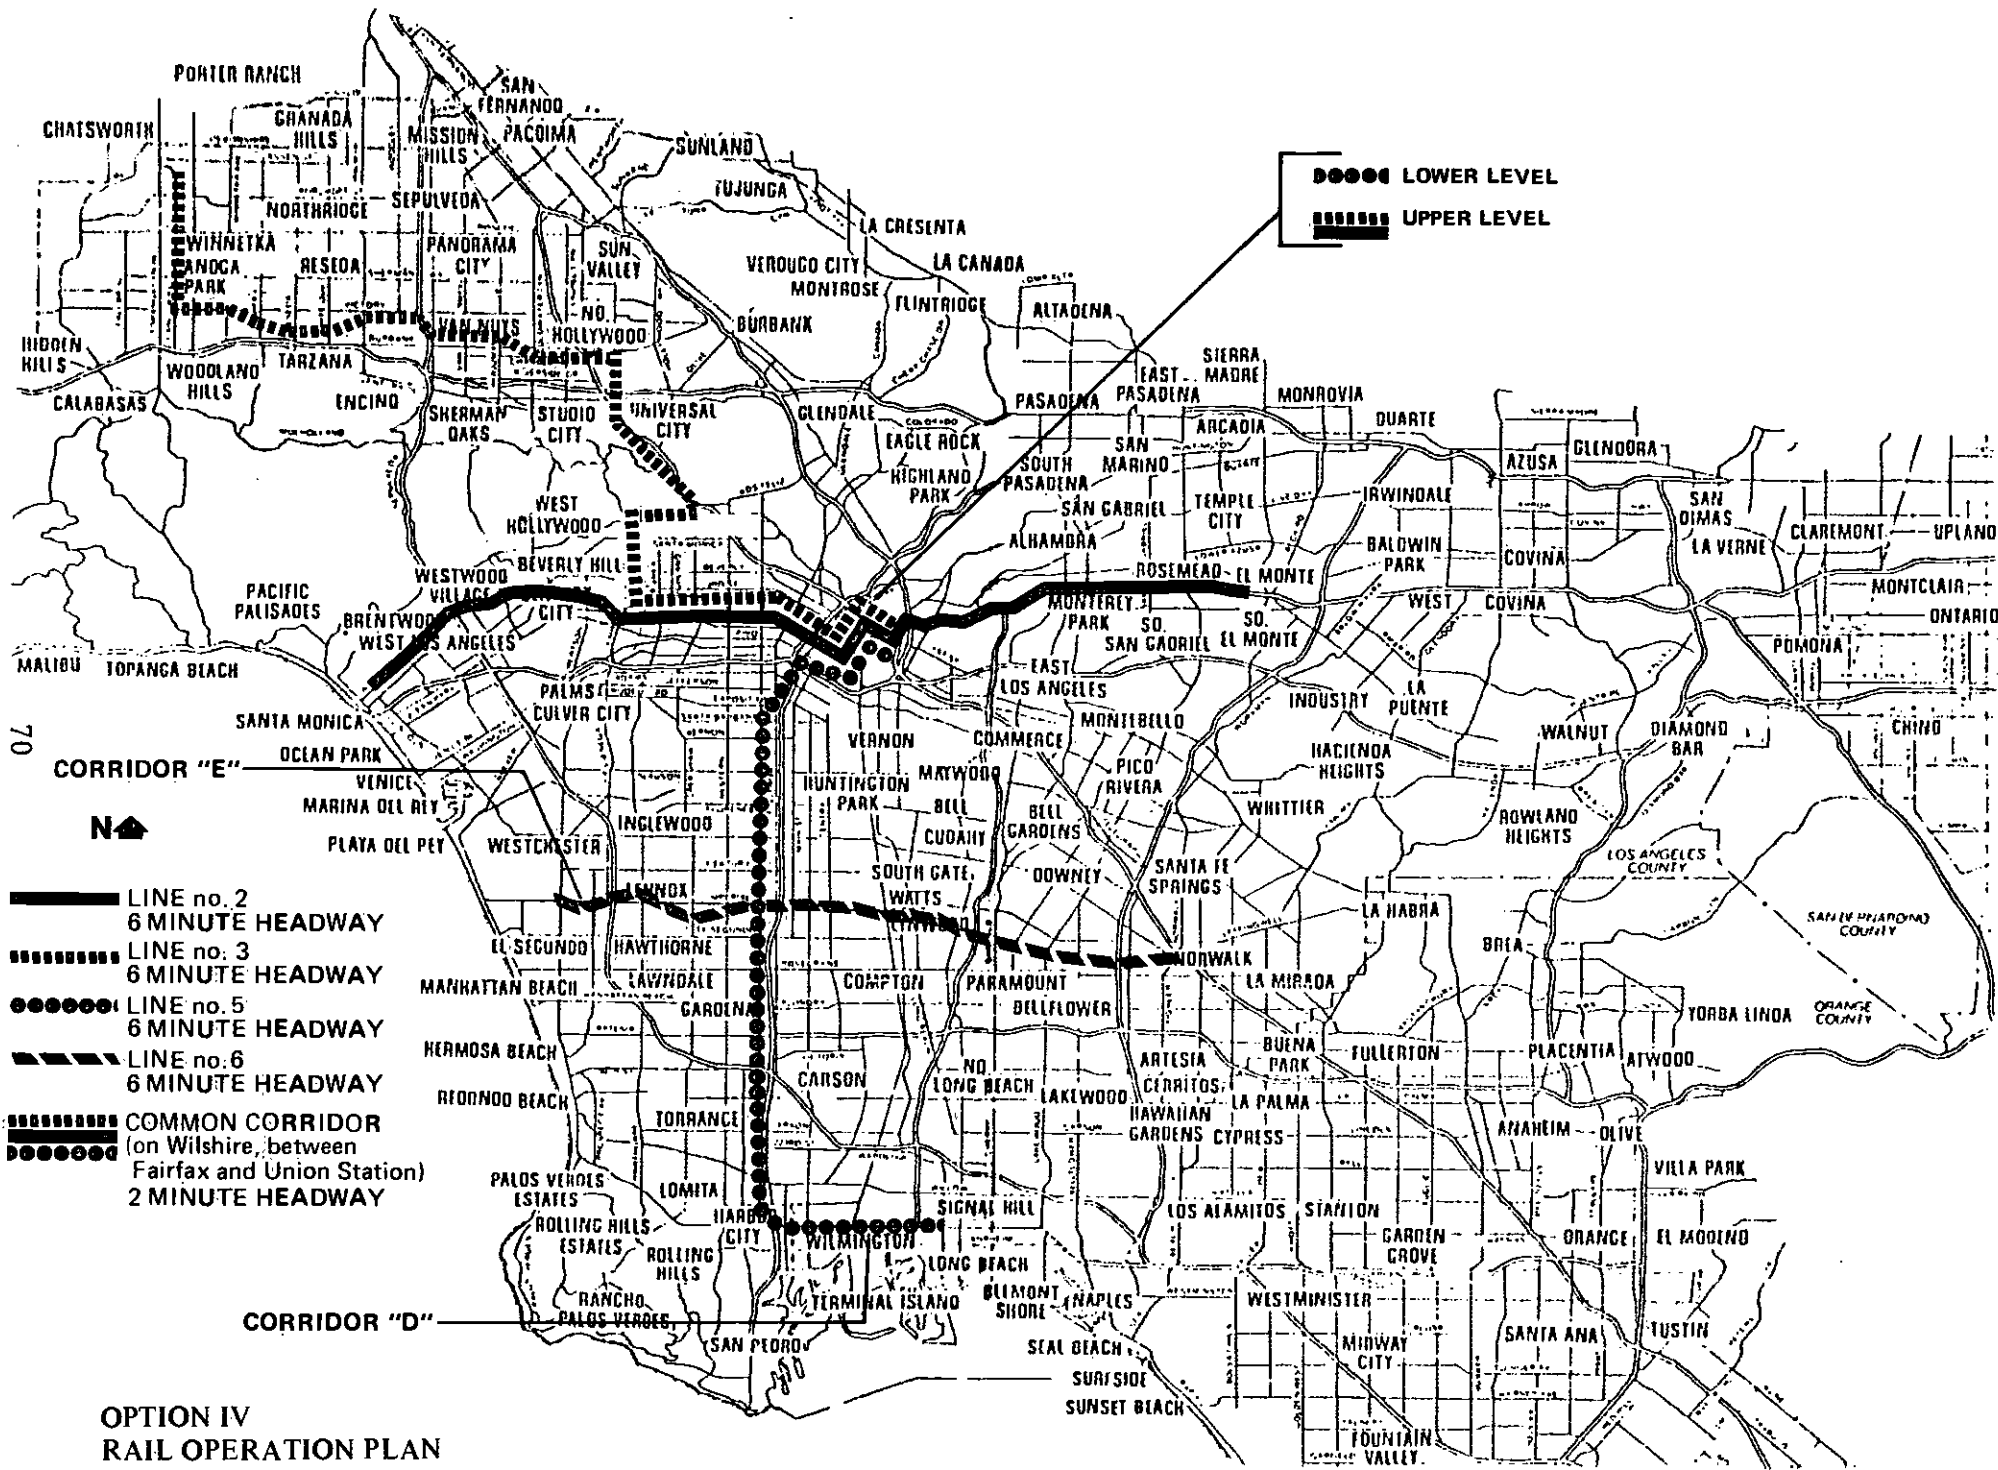 PORTER RANCH
SAN
FERNANDO
CHATSWORTH
GRANADA
HILLS
MISSION
HILLS
PACOIMA
SUNLAND
TUJUNGA
NORTHRIDGE
SEPULVEDA
LA CRESENTA
LOWER LEVEL
UPPER LEVEL
WINNETKA
ANOGA
PARK
RESEDA
PANORAMA
CITY
SUN
VALLEY
VERDUGO CITY
MONTROSE
LA CANADA
FLINTRIDGE
ALTADENA
NO.
HOLLYWOOD
VAN NUYS
BURBANK
HIDDEN
HILLS
TARZANA
WOODLAND
HILLS
CALABASAS
ENCINO
SHERMAN
OAKS
STUDIO
CITY
UNIVERSAL
CITY
GLENDALE
EAGLE ROCK
HIGHLAND
PARK
PASADENA
EAST
PASADENA
SIERRA
MADRE
MONROVIA
ARCADIA
DUARTE
SAN
MARINO
SOUTH
PASADENA
AZUSA
GLENDORA
WEST
HOLLYWOOD
SAN GABRIEL
TEMPLE
CITY
IRWINDALE
SAN
DIMAS
LA VERNE
CLAREMONT
UPLAND
ALHAMBRA
BALDWIN
PARK
COVINA
BEVERLY HILL
WESTWOOD
VILLAGE
CITY
ROSEMEAD
EL MONTE
MONTCLAIR
PACIFIC
PALISADES
BRENTWOO
WEST LOS ANGELES
MONTEREY
PARK
SO.
SAN GABRIEL
SO.
EL MONTE
WEST COVINA
ONTARIO
POMONA
MALIBU
TOPANGA BEACH
PALMS
CULVER CITY
EAST
LOS ANGELES
INDUSTRY
LA
PUENTE
SANTA MONICA
OCEAN PARK
VERNON
MONTEBELLO
COMMERCE
WALNUT
DIAMOND
BAR
CHINO
70
CORRIDOR "E"
VENICE
MARINA DEL REY
HUNTINGTON
PARK
MAYWOOD
BELL
CUDAHY
BELL
GARDENS
PICO
RIVERA
HACIENDA
HEIGHTS
WHITTIER
ROWLAND
HEIGHTS
N
INGLEWOOD
PLAYA DEL REY
WESTCHESTER
LOS ANGELES
COUNTY
SOUTH GATE
WATTS
LYNWOOD
DOWNEY
SANTA FE
SPRINGS
LENNOX
LA HABRA
SAN BERNARDINO
COUNTY
LINE no. 2
6 MINUTE HEADWAY
EL SEGUNDO
HAWTHORNE
BREA
LINE no. 3
6 MINUTE HEADWAY
MANHATTAN BEACH
LAWNDALE
GARDENA
COMPTON
PARAMOUNT
BELLFLOWER
NORWALK
LA MIRADA
YORBA LINDA
ORANGE
COUNTY
LINE no. 5
6 MINUTE HEADWAY
HERMOSA BEACH
CARSON
NO.
LONG BEACH
ARTESIA
CERRITOS
BUENA
PARK
FULLERTON
PLACENTIA
ATWOOD
LINE no. 6
6 MINUTE HEADWAY
REDONDO BEACH
TORRANCE
LAKEWOOD
HAWAIIAN
GARDENS
LA PALMA
CYPRESS
ANAHEIM
OLIVE
COMMON CORRIDOR
(on Wilshire, between
Fairfax and Union Station)
2 MINUTE HEADWAY
PALOS VERDES
ESTATES
LOMITA
VILLA PARK
ROLLING HILLS
ESTATES
ROLLING
HILLS
HARBOR
CITY
WILMINGTON
SIGNAL HILL
LONG BEACH
LOS ALAMITOS
STANTON
GARDEN
GROVE
ORANGE
EL MODENO
RANCHO
PALOS VERDES
TERMINAL ISLAND
BELMONT
SHORE
NAPLES
WESTMINISTER
CORRIDOR "D"
SAN PEDRO
SEAL BEACH
SURFSIDE
SUNSET BEACH
MIDWAY
CITY
SANTA ANA
TUSTIN
FOUNTAIN
VALLEY
OPTION IV
RAIL OPERATION PLAN